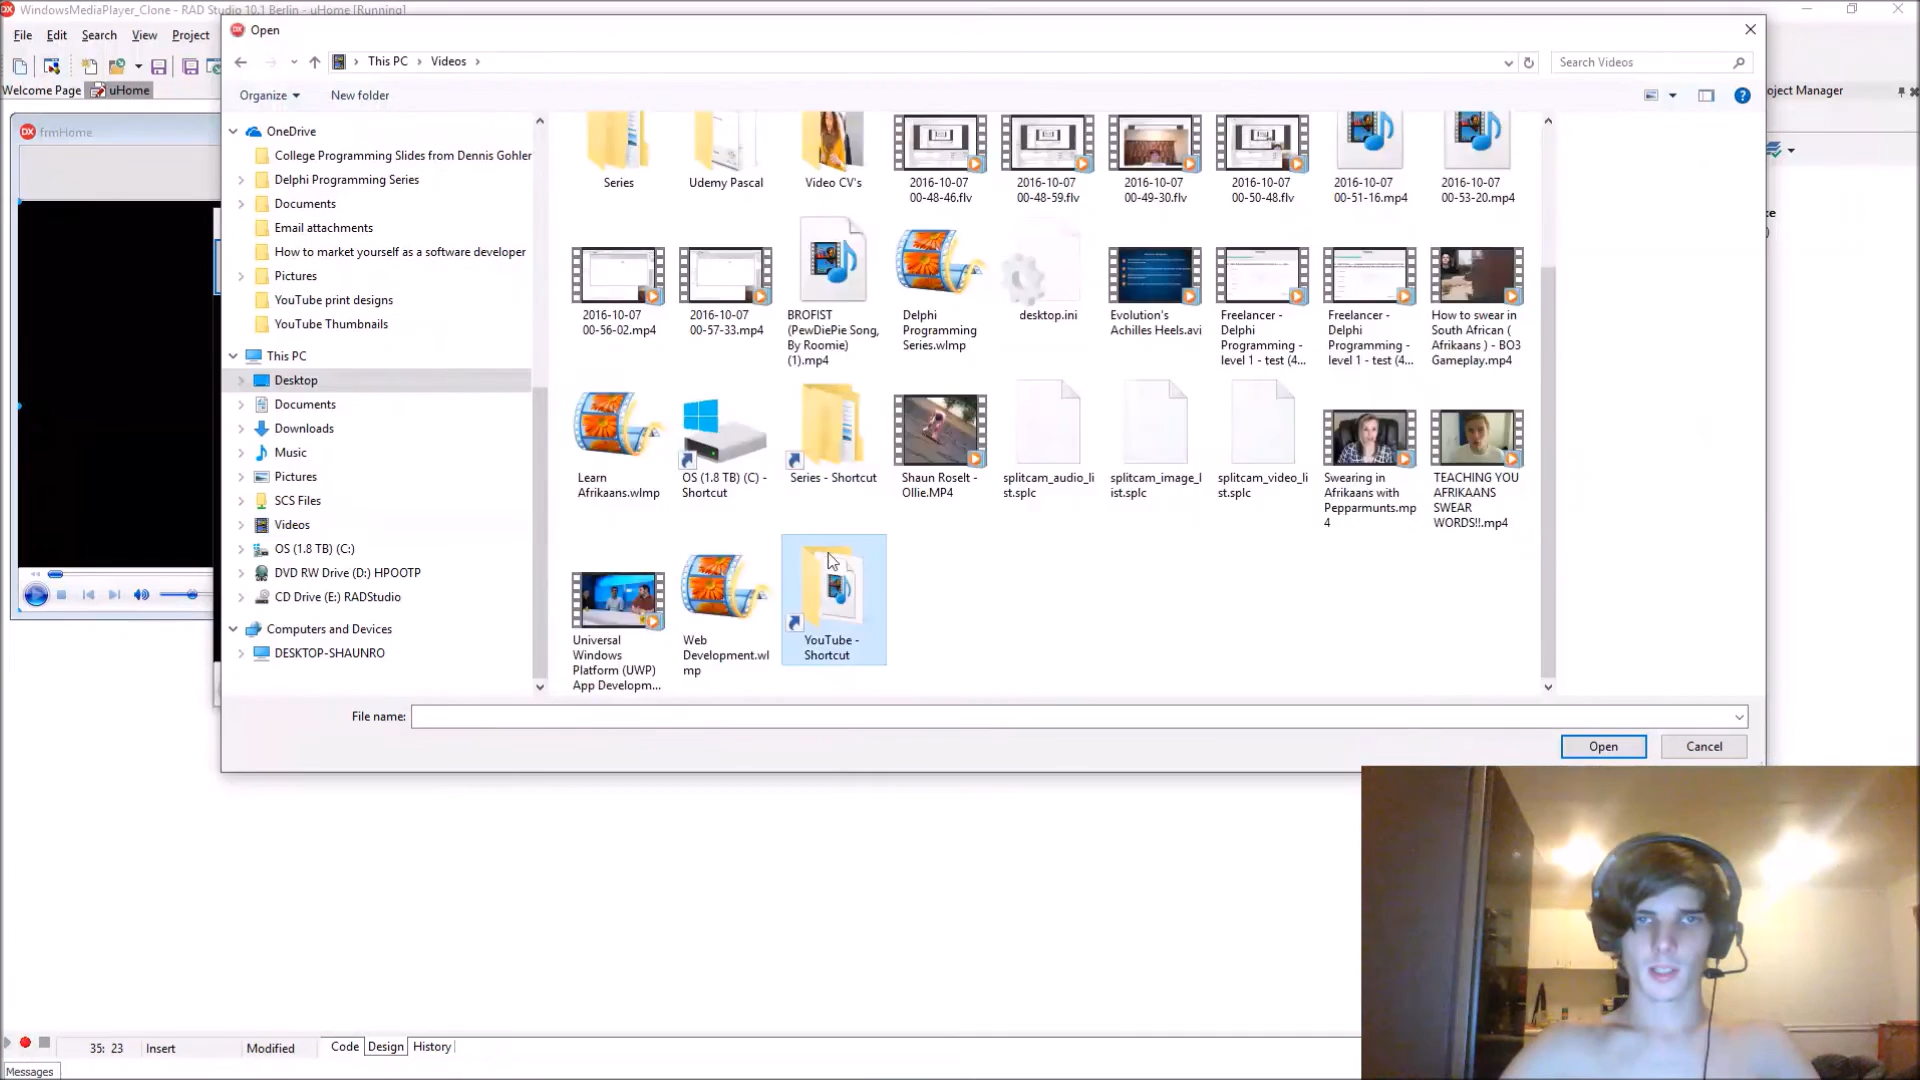 WindowsMediaPlayer_Clone - RAD Studio 10.1 Berlin - uHome [Running]
File Edit Search View Project
Welcome Page uHome
frmHome
Open
This PC > Videos >
Search Videos
Organize New folder
oject Manager
OneDrive
College Programming Slides from Dennis Gohler
Delphi Programming Series
Documents
Email attachments
How to market yourself as a software developer
Pictures
YouTube print designs
YouTube Thumbnails
This PC
Desktop
Documents
Downloads
Music
Pictures
SCS Files
Videos
OS (1.8 TB) (C:)
DVD RW Drive (D:) HPOOTP
CD Drive (E:) RADStudio
Computers and Devices
DESKTOP-SHAUNRO
Series
Udemy Pascal
Video CV's
2016-10-07
00-48-46.flv
2016-10-07
00-48-59.flv
2016-10-07
00-49-30.flv
2016-10-07
00-50-48.flv
2016-10-07
00-51-16.mp4
2016-10-07
00-53-20.mp4
2016-10-07
00-56-02.mp4
2016-10-07
00-57-33.mp4
BROFIST
(PewDiePie Song,
By Roomie)
(1).mp4
Delphi
Programming
Series.wlmp
desktop.ini
Evolution's
Achilles Heels.avi
Freelancer -
Delphi
Programming -
level 1 - test (4...
Freelancer -
Delphi
Programming -
level 1 - test (4...
How to swear in
South African (
Afrikaans ) - BO3
Gameplay.mp4
Learn
Afrikaans.wlmp
OS (1.8 TB) (C) -
Shortcut
Series - Shortcut
Shaun Roselt -
Ollie.MP4
splitcam_audio_li
st.splc
splitcam_image_l
ist.splc
splitcam_video_li
st.splc
Swearing in
Afrikaans with
Pepparmunts.mp
4
TEACHING YOU
AFRIKAANS
SWEAR
WORDS!!.mp4
Universal
Windows
Platform (UWP)
App Developm...
Web
Development.wl
mp
YouTube -
Shortcut
File name:
Open Cancel
35: 23 Insert Modified Code Design History
Messages